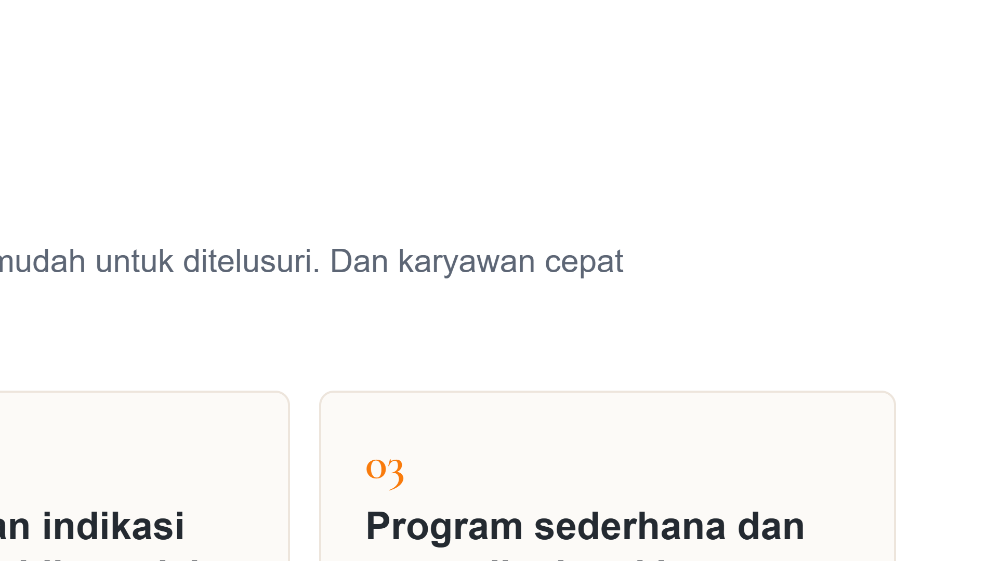 mudah untuk ditelusuri. Dan karyawan cepat
03
an indikasi
Program sederhana dan